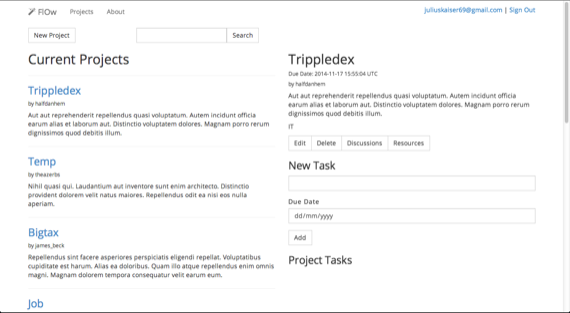 FlOw Projects About juliuskaiser69@gmail.com | Sign Out
New Project Search
Current Projects
Trippledex
by halfdanhem
Aut aut reprehenderit repellendus quasi voluptatum. Autem incidunt officia
earum alias et laborum aut. Distinctio voluptatem dolores. Magnam porro rerum
dignissimos quod debitis illum.
Temp
by theazerbs
Nihil quasi qui. Laudantium aut inventore sunt enim architecto. Distinctio
provident dolorem velit natus maiores. Repellendus odit ea nisi eos nulla
aperiam.
Bigtax
by james_beck
Repellendus sint facere asperiores perspiciatis eligendi repellat. Voluptatibus
cupiditate est harum. Alias ea doloribus. Quam illo atque repellendus enim omnis
magni. Magnam dolorem tempora consequatur velit earum eum.
Job
Trippledex
Due Date: 2014-11-17 15:55:04 UTC
by halfdanhem
Aut aut reprehenderit repellendus quasi voluptatum. Autem incidunt officia
earum alias et laborum aut. Distinctio voluptatem dolores. Magnam porro rerum
dignissimos quod debitis illum.
IT
Edit Delete Discussions Resources
New Task
Due Date
dd/mm/yyyy
Add
Project Tasks